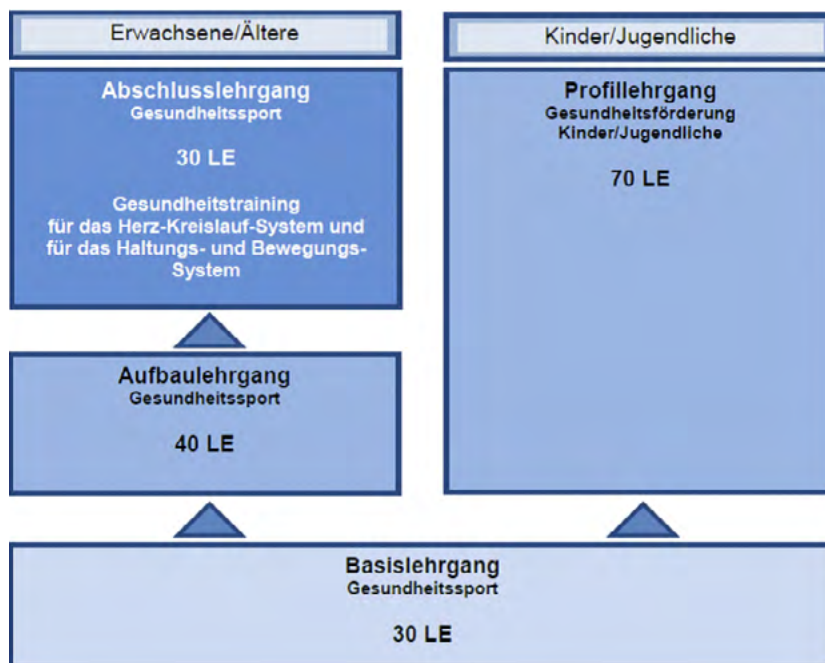 Erwachsene/Ältere
Abschlusslehrgang
Gesundheitssport
30 LE
Gesundheitstraining
für das Herz-Kreislauf-System und
für das Haltungs- und Bewegungs-
System
Aufbaulehrgang
Gesundheitssport
40 LE
Kinder/Jugendliche
Profillehrgang
Gesundheitsförderung
Kinder/Jugendliche
70 LE
Basislehrgang
Gesundheitssport
30 LE